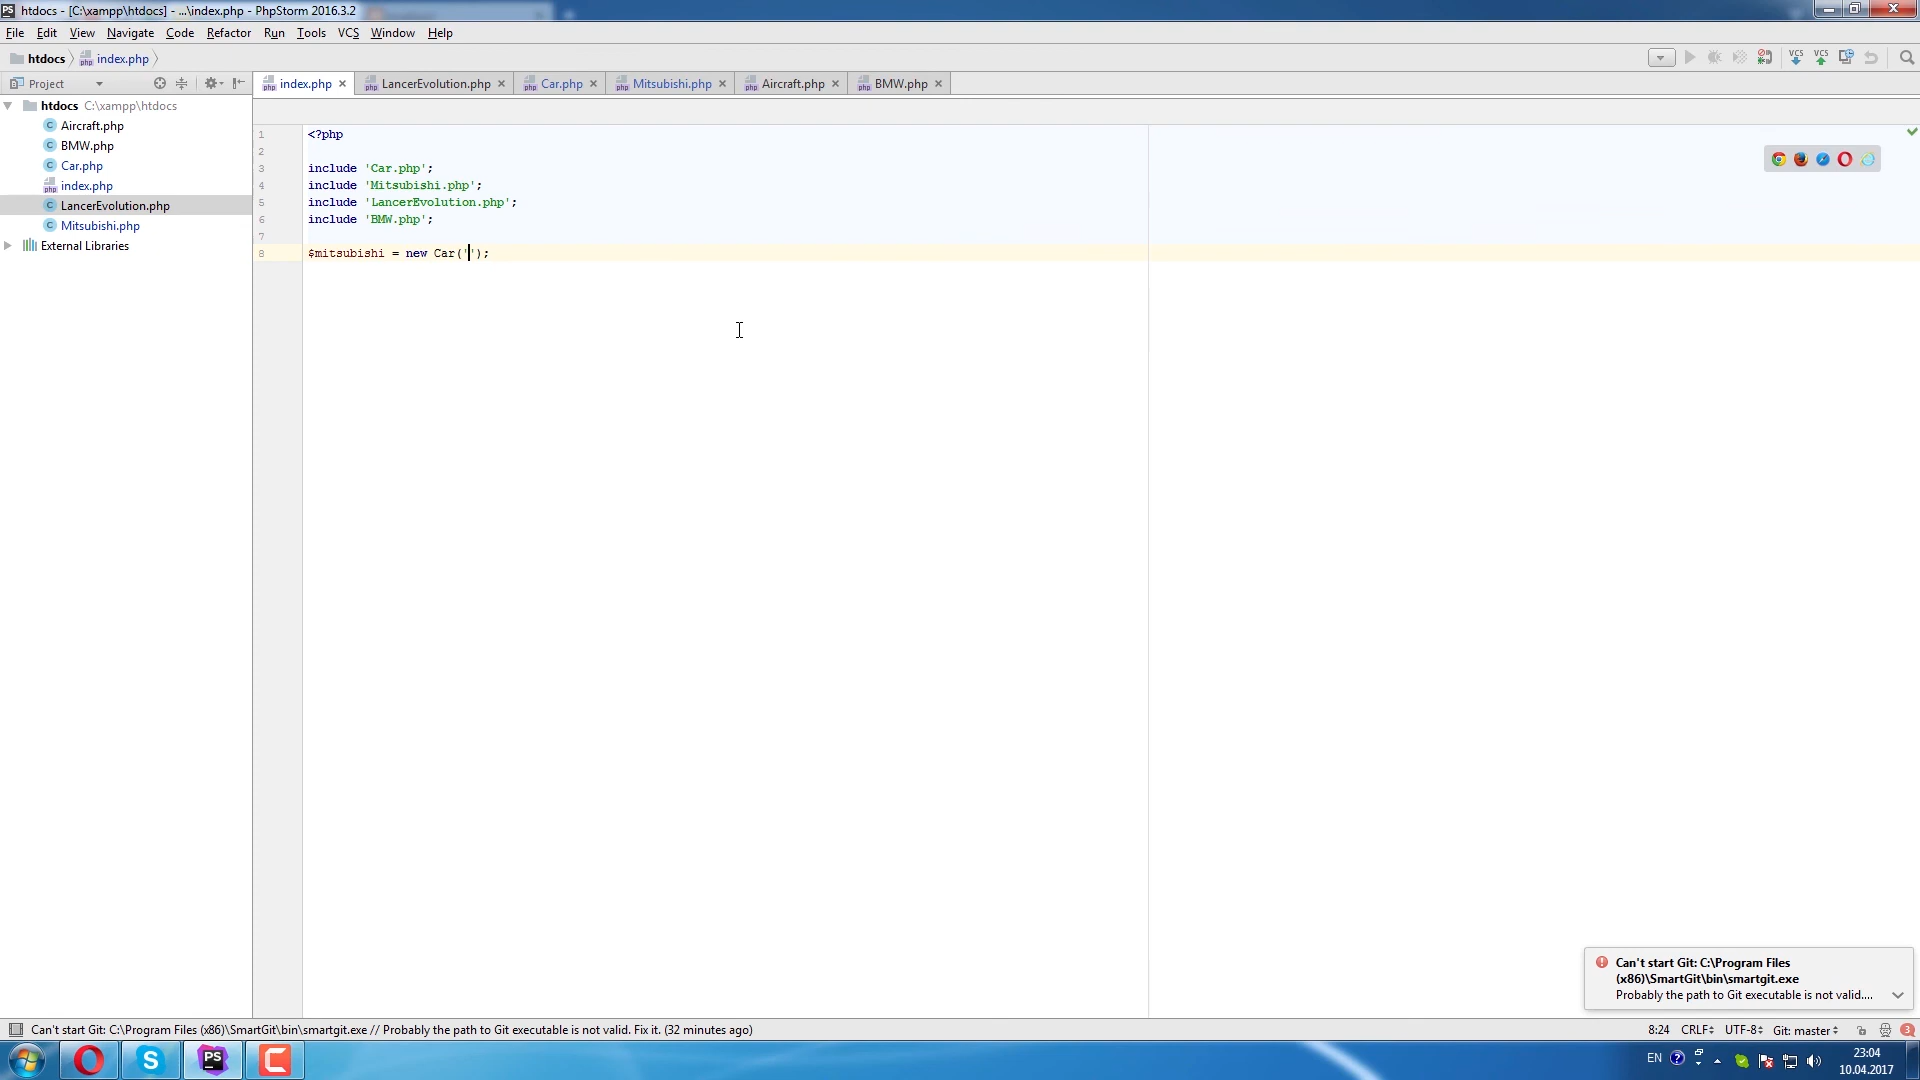 htdocs - [C:\xampp\htdocs] - ...\index.php - PhpStorm 2016.3.2
File Edit View Navigate Code Refactor Run Tools VCS Window Help
htdocs index.php
VCS VCS
Project
index.php LancerEvolution.php Car.php Mitsubishi.php Aircraft.php BMW.php
htdocs C:\xampp\htdocs
Aircraft.php
BMW.php
Car.php
index.php
LancerEvolution.php
Mitsubishi.php
External Libraries
1 <?php
2
3 include 'Car.php';
4 include 'Mitsubishi.php';
5 include 'LancerEvolution.php';
6 include 'BMW.php';
7
8 $mitsubishi = new Car('');
Can't start Git: C:\Program Files
(x86)\SmartGit\bin\smartgit.exe
Probably the path to Git executable is not valid....
Can't start Git: C:\Program Files (x86)\SmartGit\bin\smartgit.exe // Probably the path to Git executable is not valid. Fix it. (32 minutes ago)
8:24 CRLF UTF-8 Git: master 3
EN 23:04
10.04.2017